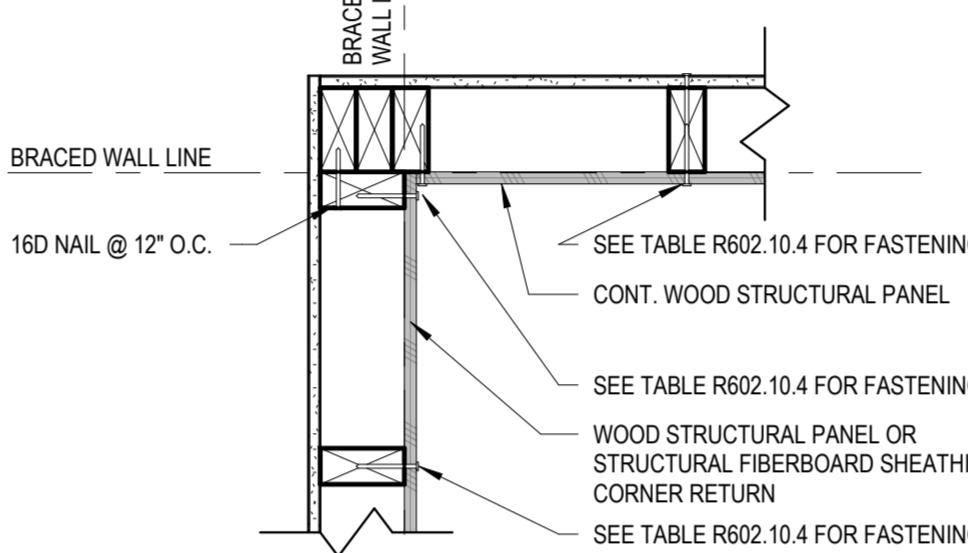 BRACE
WALL
BRACED WALL LINE
16D NAIL @ 12" O.C.
SEE TABLE R602.10.4 FOR FASTENING
CONT. WOOD STRUCTURAL PANEL
SEE TABLE R602.10.4 FOR FASTENING
WOOD STRUCTURAL PANEL OR
STRUCTURAL FIBERBOARD SHEATHI
CORNER RETURN
SEE TABLE R602.10.4 FOR FASTENING